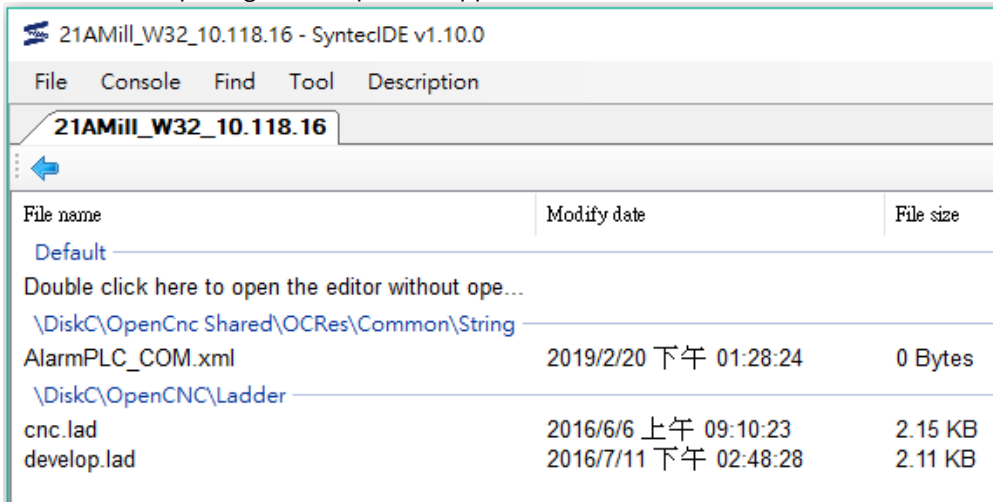 21AMill_W32_10.118.16 - SyntecIDE v1.10.0
File Console Find Tool Description
21AMill_W32_10.118.16
File name Modify date File size
Default
Double click here to open the editor without ope...
\DiskC\OpenCnc Shared\OCRes\Common\String
AlarmPLC_COM.xml 2019/2/20 下午 01:28:24 0 Bytes
\DiskC\OpenCNC\Ladder
cnc.lad 2016/6/6 上午 09:10:23 2.15 KB
develop.lad 2016/7/11 下午 02:48:28 2.11 KB